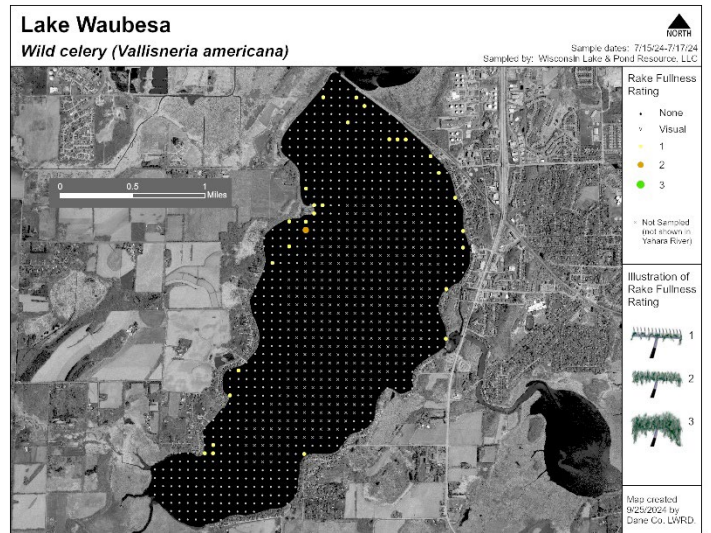 Lake Waubesa
Wild celery (Vallisneria americana)
NORTH
Sample dates: 7/15/24-7/17/24
Sampled by: Wisconsin Lake & Pond Resource, LLC
0 0.5 1
Miles
Rake Fullness
Rating
None
Visual
1
2
3
Not Sampled
(not shown in
Yahara River)
Illustration of
Rake Fullness
Rating
1
2
3
Map created
9/25/2024 by
Dane Co. LWRD.